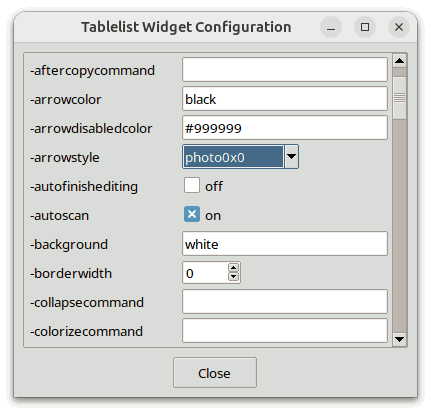 Tablelist Widget Configuration
-aftercopycommand
-arrowcolor black
-arrowdisabledcolor #999999
-arrowstyle photo0x0
-autofinishediting off
-autoscan on
-background white
-borderwidth 0
-collapsecommand
-colorizecommand
Close